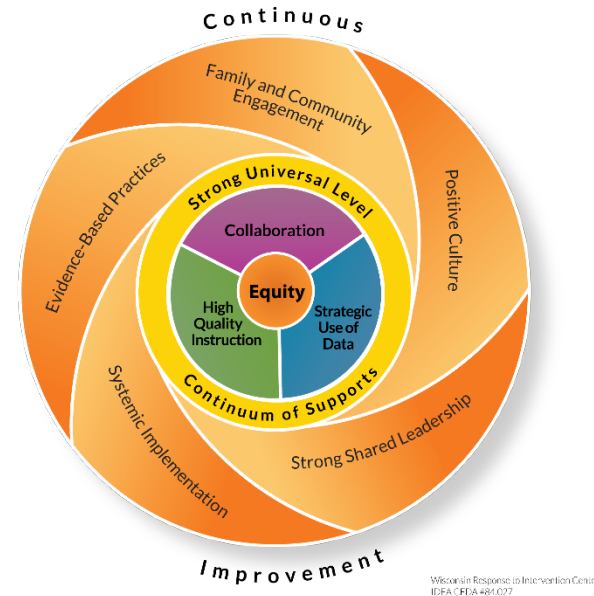 Continuous
Family and Community
Engagement
Positive Culture
Evidence-Based Practices
Strong Universal Level
Collaboration
Equity
High
Quality
Instruction
Strategic
Use of
Data
Continuum of Supports
Systemic Implementation
Strong Shared Leadership
Improvement
Wisconsin Response to Intervention
IDEA CFDA #84.027